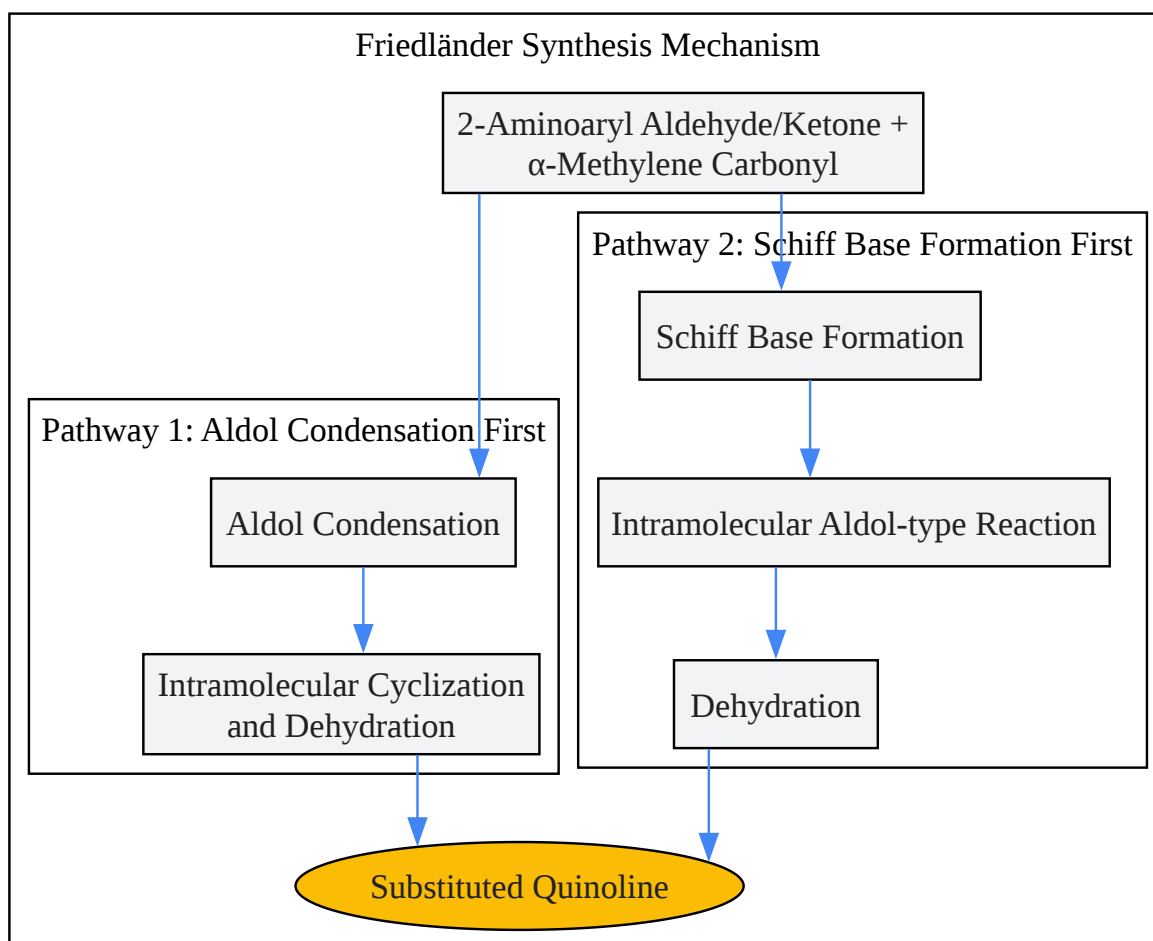 Friedländer Synthesis Mechanism
2-Aminoaryl Aldehyde/Ketone +
α-Methylene Carbonyl
Pathway 2: Schiff Base Formation First
Schiff Base Formation
Pathway 1: Aldol Condensation First
Aldol Condensation
Intramolecular Aldol-type Reaction
Intramolecular Cyclization
and Dehydration
Dehydration
Substituted Quinoline